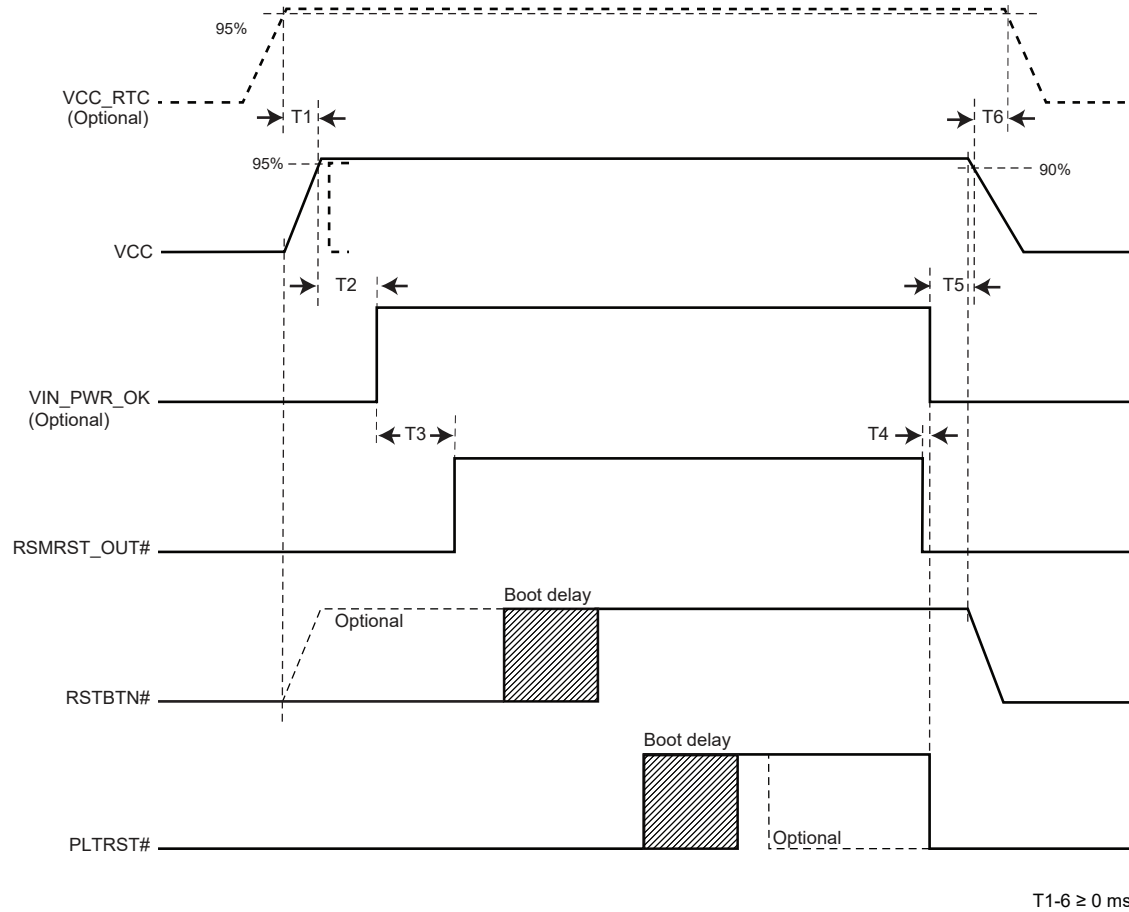 95%
VCC_RTC
(Optional)
T1
T6
95%
90%
VCC
T2
T5
VIN_PWR_OK
(Optional)
T3
T4
RSMRST_OUT#
Boot delay
Optional
RSTBTN#
Boot delay
Optional
PLTRST#
T1-6 ≥ 0 ms